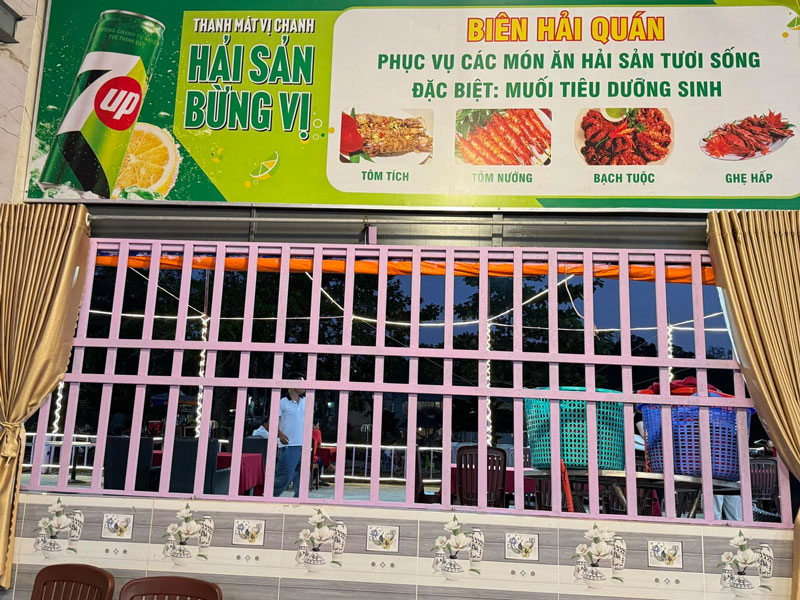 THANH MÁT VỊ CHANH
HẢI SẢN
BỪNG VỊ
7up
BIÊN HẢI QUÁN
PHỤC VỤ CÁC MÓN ĂN HẢI SẢN TƯƠI SỐNG
ĐẶC BIỆT: MUỐI TIÊU DƯỠNG SINH
TÔM TÍCH
TÔM NƯỚNG
BẠCH TUỘC
GHẸ HẤP